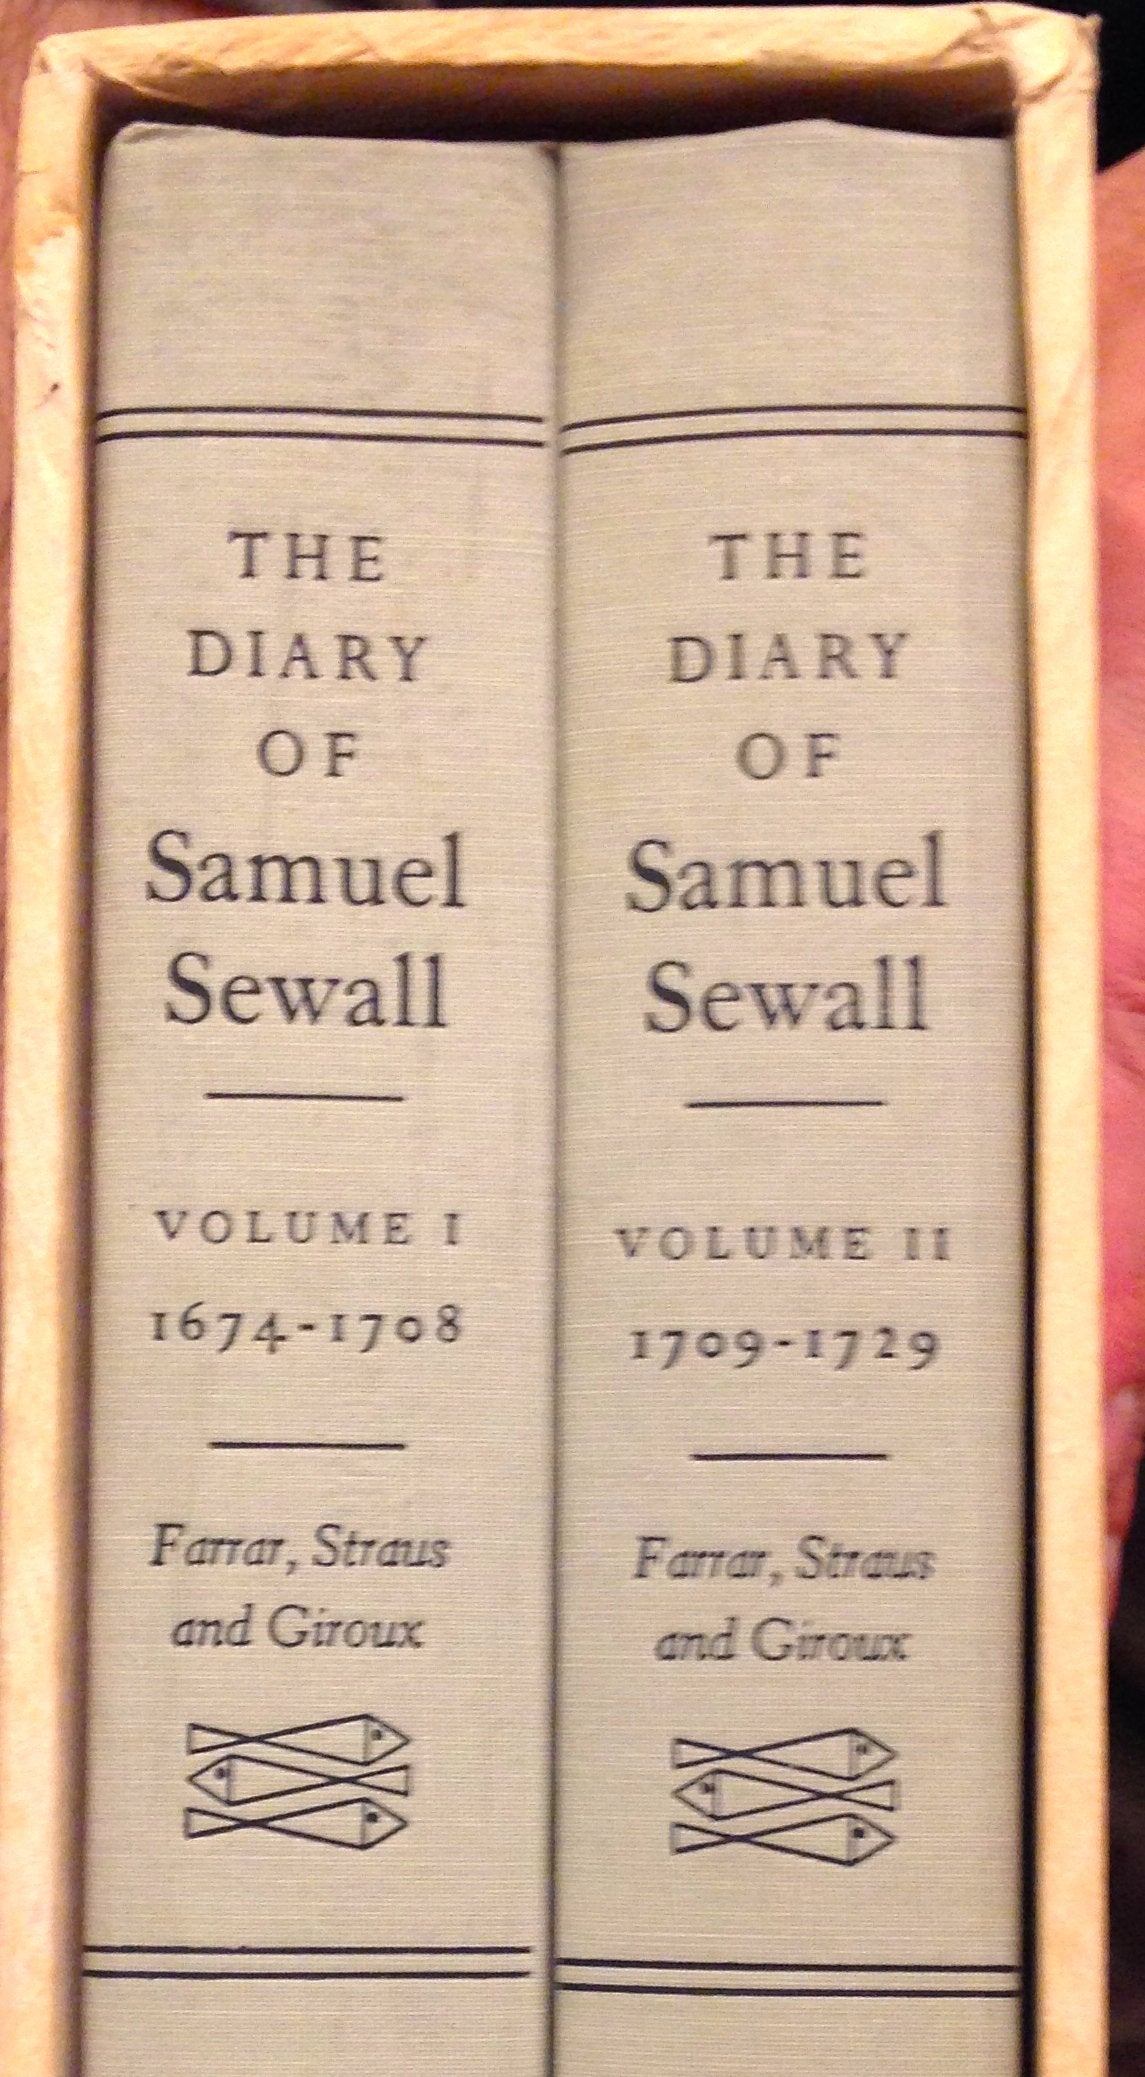 THE
DIARY
OF
Samuel
Sewall
VOLUME I
1674-1708
Farrar, Straus
and Giroux
THE
DIARY
OF
Samuel
Sewall
VOLUME II
1709-1729
Farrar, Straus
and Giroux